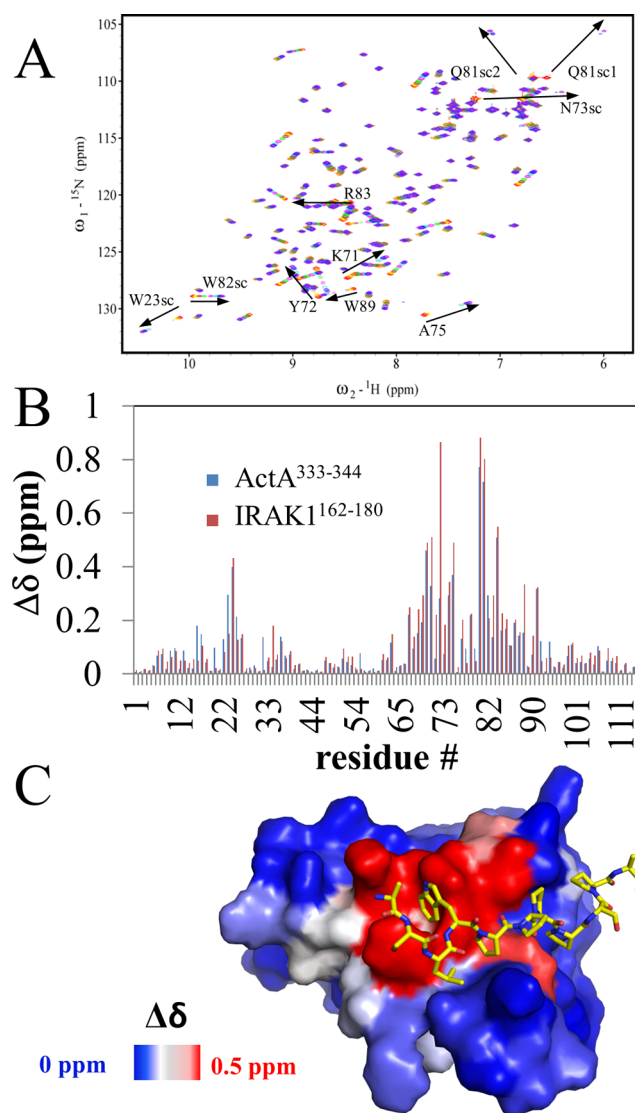 A
105
110
115
120
125
130
ω₁ - ¹⁵N (ppm)
Q81sc2
Q81sc1
N73sc
R83
K71
W82sc
W23sc
Y72
W89
A75
10
9
8
7
6
ω₂ - ¹H (ppm)
B
1
0.8
0.6
0.4
0.2
0
Δδ (ppm)
ActA³³³⁻³⁴⁴
IRAK1¹⁶²⁻¹⁸⁰
1
12
22
33
44
54
65
73
82
90
101
111
residue #
C
Δδ
0 ppm
0.5 ppm